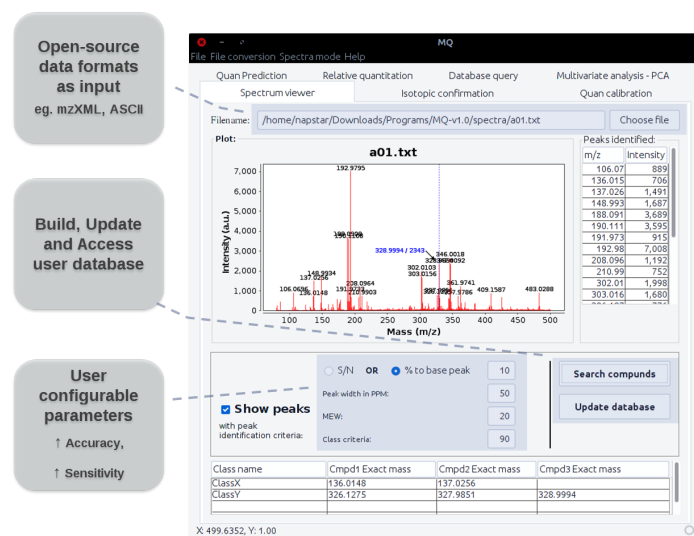 Open-source
data formats
as input
eg. mzXML, ASCII
Build, Update
and Access
user database
User
configurable
parameters
↑ Accuracy,
↑ Sensitivity
MQ
File File conversion Spectra mode Help
Quan Prediction Relative quantitation Database query Multivariate analysis - PCA
Spectrum viewer Isotopic confirmation Quan calibration
Filename: /home/napstar/Downloads/Programs/MQ-v1.0/spectra/a01.txt Choose file
Plot:
a01.txt
Intensity (a.u.)
7,000
6,000
5,000
4,000
3,000
2,000
1,000
0
192.9795
328.9994 / 2343
346.0018
302.0103
303.0156
148.9934
137.0256
208.0964
361.9741
106.0696
136.0148
210.9903
409.1587
483.0288
100 150 200 250 300 350 400 450 500
Mass (m/z)
Peaks identified:
m/z Intensity
106.07 889
136.015 706
137.026 1,491
148.993 1,687
188.091 3,689
190.111 3,595
191.973 915
192.98 7,008
208.096 1,192
210.99 752
302.01 1,998
303.016 1,680
Show peaks
with peak
identification criteria:
S/N OR % to base peak 10
Peak width in PPM: 50
MEW: 20
Class criteria: 90
Search compunds
Update database
Class name Cmpd1 Exact mass Cmpd2 Exact mass Cmpd3 Exact mass
ClassX 136.0148 137.0256
ClassY 326.1275 327.9851 328.9994
X: 499.6352, Y: 1.00